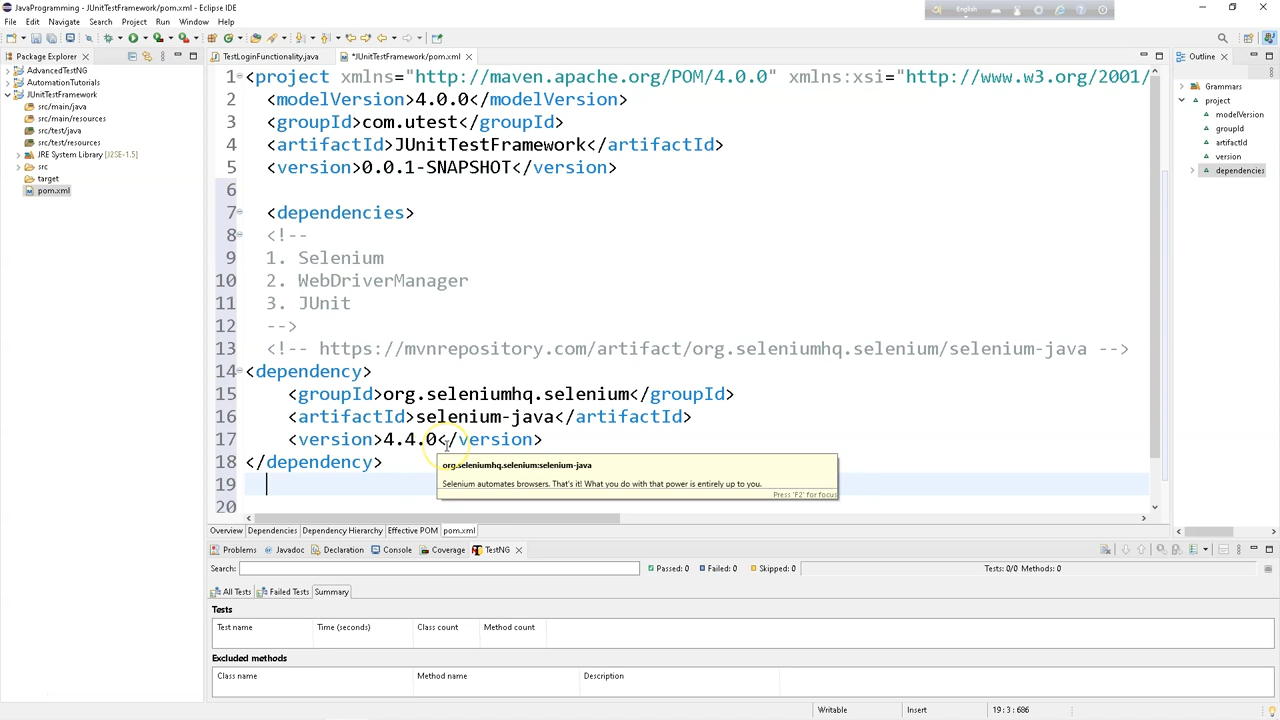 JavaProgramming - JUnitTestFramework/pom.xml - Eclipse IDE
English
File Edit Navigate Search Project Run Window Help
Package Explorer
TestLoginFunctionality.java
*JUnitTestFramework/pom.xml
Outline
AdvancedTestNG
AutomationTutorials
JUnitTestFramework
src/main/java
src/main/resources
src/test/java
src/test/resources
JRE System Library [J2SE-1.5]
src
target
pom.xml
1 <project xmlns="http://maven.apache.org/POM/4.0.0" xmlns:xsi="http://www.w3.org/2001/
2 <modelVersion>4.0.0</modelVersion>
3 <groupId>com.utest</groupId>
4 <artifactId>JUnitTestFramework</artifactId>
5 <version>0.0.1-SNAPSHOT</version>
6
7 <dependencies>
8 <!--
9 1. Selenium
10 2. WebDriverManager
11 3. JUnit
12 -->
13 <!-- https://mvnrepository.com/artifact/org.seleniumhq.selenium/selenium-java -->
14 <dependency>
15 <groupId>org.seleniumhq.selenium</groupId>
16 <artifactId>selenium-java</artifactId>
17 <version>4.4.0</version>
18 </dependency>
19
20
org.seleniumhq.selenium:selenium-java
Selenium automates browsers. That's it! What you do with that power is entirely up to you.
Press 'F2' for focus
Grammars
project
modelVersion
groupId
artifactId
version
dependencies
Overview Dependencies Dependency Hierarchy Effective POM pom.xml
Problems Javadoc Declaration Console Coverage TestNG
Search:
Passed: 0 Failed: 0 Skipped: 0
Tests: 0/0 Methods: 0
All Tests Failed Tests Summary
Tests
Test name Time (seconds) Class count Method count
Excluded methods
Class name Method name Description
Writable Insert 19 : 3 : 686